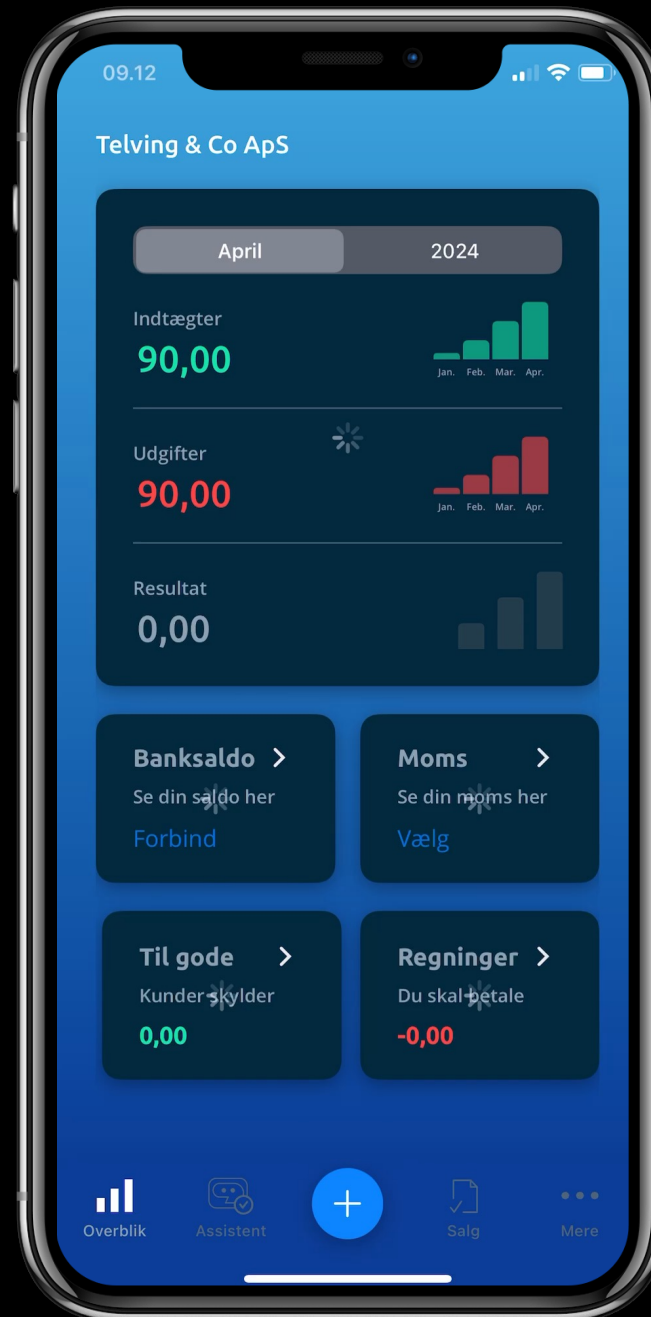 09.12
Telving & Co ApS
April 2024
Indtægter
90,00
Jan. Feb. Mar. Apr.
Udgifter
90,00
Jan. Feb. Mar. Apr.
Resultat
0,00
Banksaldo
Se din saldo her
Forbind
Moms
Se din moms her
Vælg
Til gode
Kunder skylder
0,00
Regninger
Du skal betale
-0,00
Overblik Assistent Salg Mere